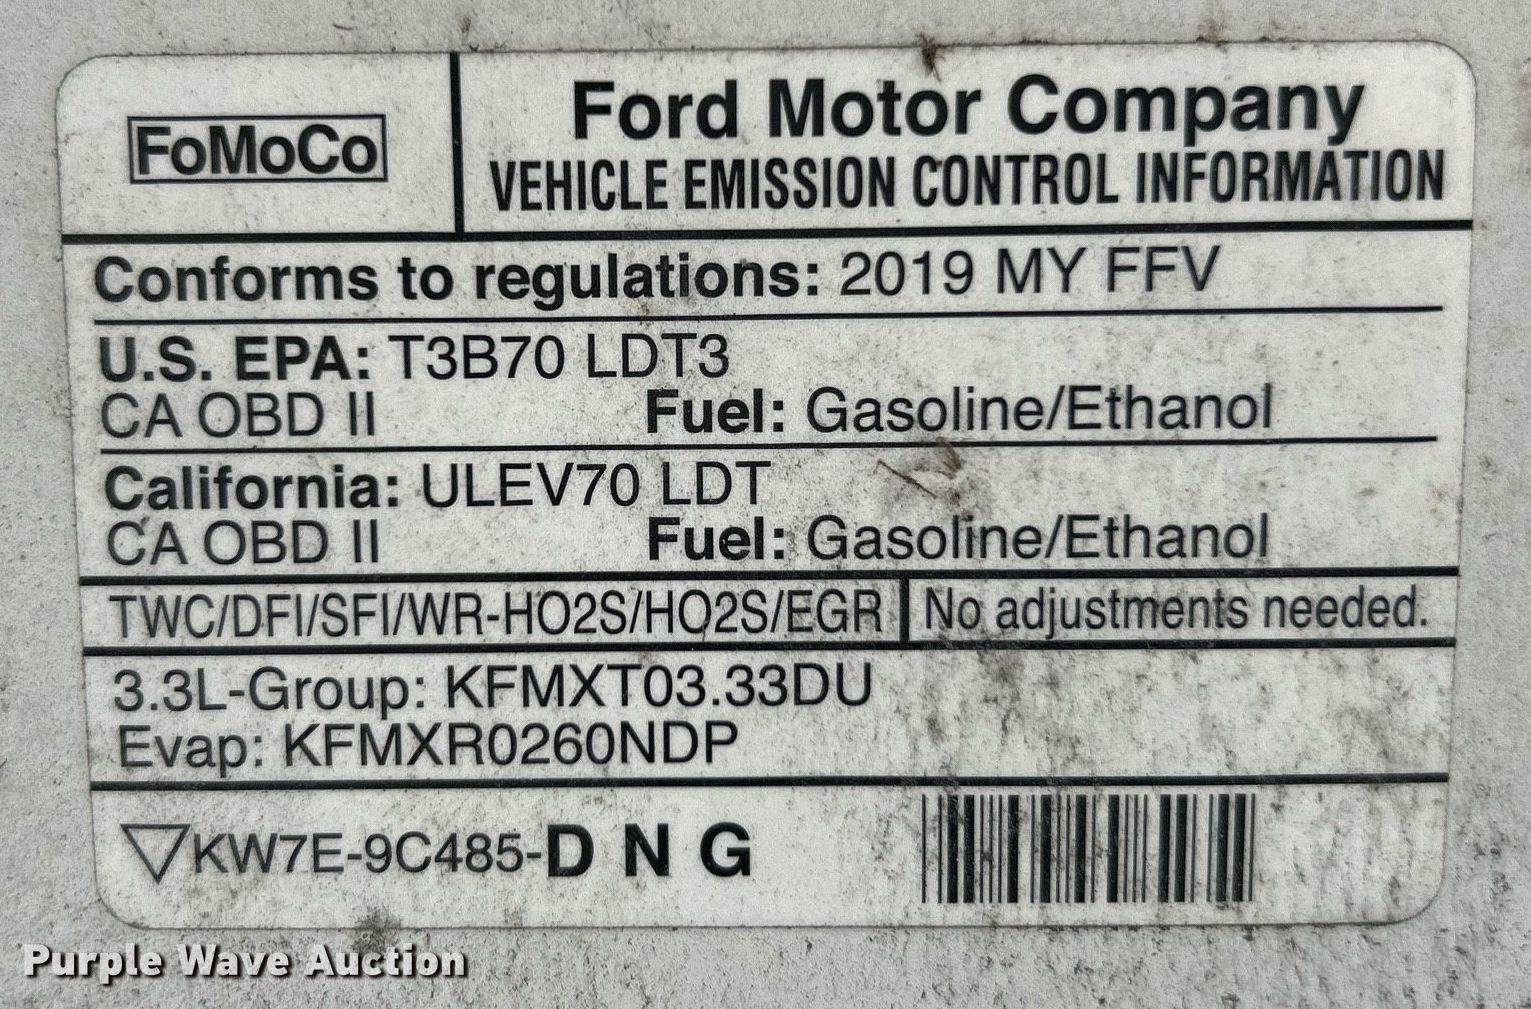 FoMoCo
Ford Motor Company
VEHICLE EMISSION CONTROL INFORMATION
Conforms to regulations: 2019 MY FFV
U.S. EPA: T3B70 LDT3
CA OBD II Fuel: Gasoline/Ethanol
California: ULEV70 LDT
CA OBD II Fuel: Gasoline/Ethanol
TWC/DFI/SFI/WR-HO2S/HO2S/EGR No adjustments needed.
3.3L-Group: KFMXT03.33DU
Evap: KFMXR0260NDP
KW7E-9C485-D N G
Purple Wave Auction